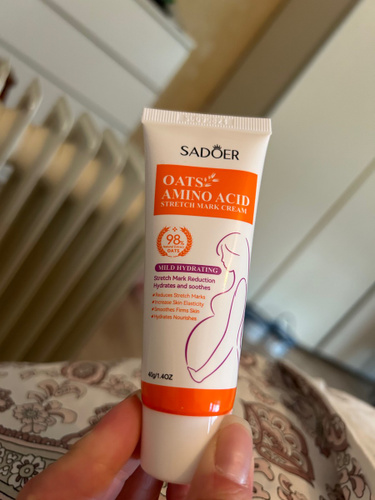 SADOER
OATS
AMINO ACID
STRETCH MARK CREAM
98%
OATS
MILD HYDRATING
Stretch Mark Reduction
Hydrates and soothes
Reduces Stretch Marks
Increase Skin Elasticity
Smoothes Firms Skin
Hydrates Nourishes
40g/1.4OZ